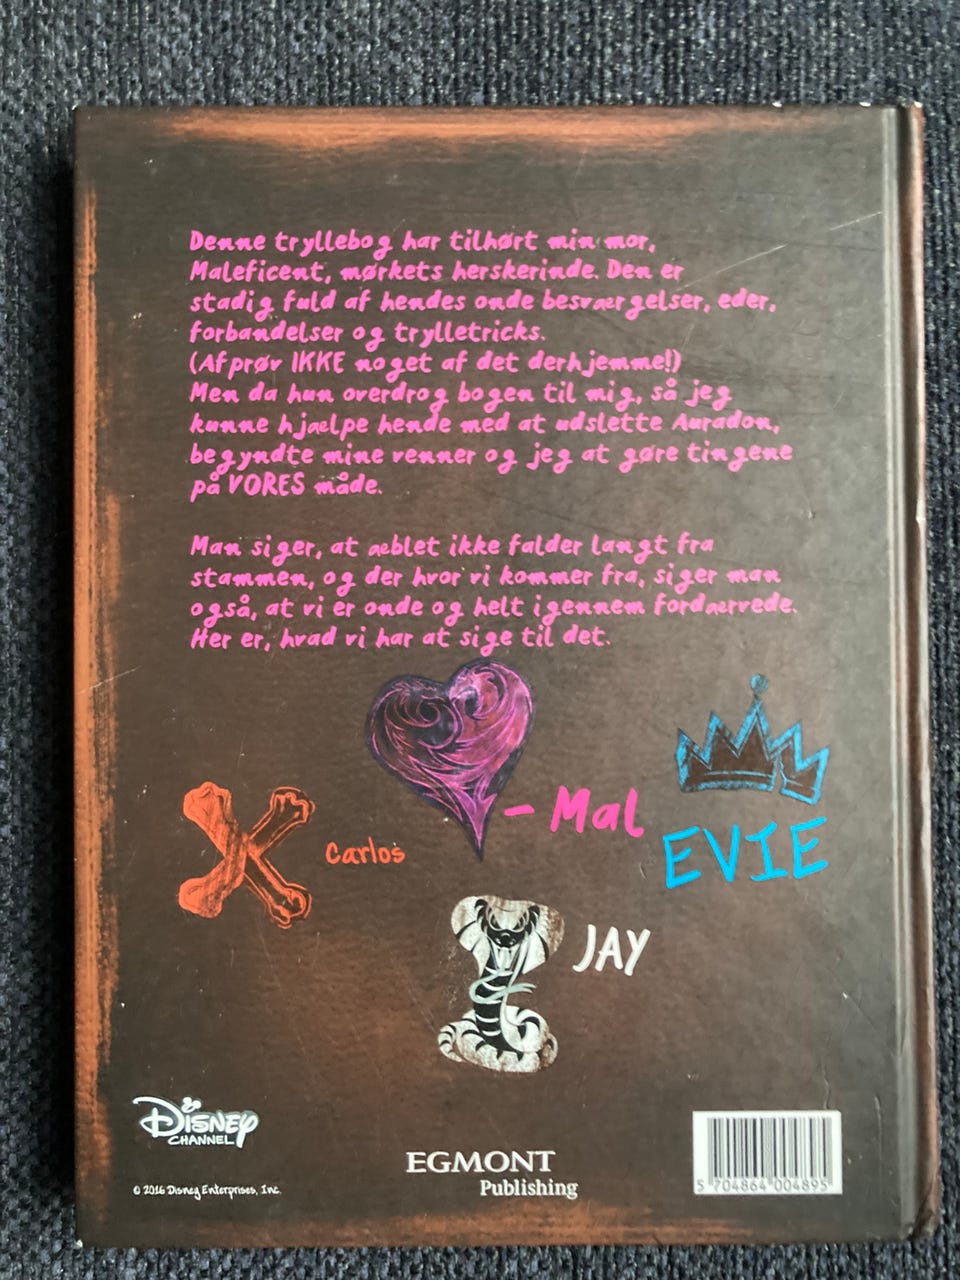 Denne tryllebog har tilhørt min mor,
Maleficent, mørkets herskerinde. Den er
stadig fuld af hendes onde besværgelser, eder,
forbandelser og trylletricks.
(Afprøv IKKE noget af det derhjemme!)
Men da hun overdrog bogen til mig, så jeg
kunne hjælpe hende med at udslette Auradon,
begyndte mine venner og jeg at gøre tingene
på VORES måde.
Man siger, at æblet ikke falder langt fra
stammen, og der hvor vi kommer fra, siger man
også, at vi er onde og helt igennem fordærvede.
Her er, hvad vi har at sige til det.
- Mal
Carlos
EVIE
JAY
DISNEY
CHANNEL
© 2016 Disney Enterprises, Inc.
EGMONT
Publishing
5 704864 004895